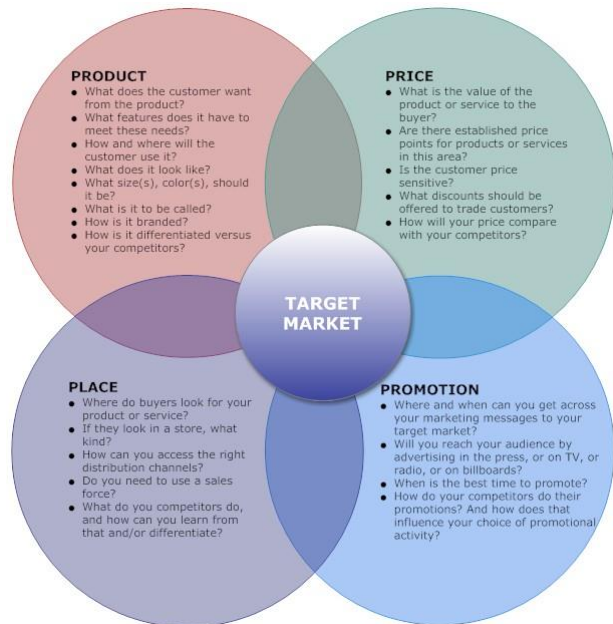 PRODUCT
• What does the customer want
from the product?
• What features does it have to
meet these needs?
• How and where will the
customer use it?
• What does it look like?
• What size(s), color(s), should
it be?
• What is it to be called?
• How is it branded?
• How is it differentiated versus
your competitors?
PRICE
• What is the value of the
product or service to the
buyer?
• Are there established price
points for products or services
in this area?
• Is the customer price
sensitive?
• What discounts should be
offered to trade customers?
• How will your price compare
with your competitors?
TARGET
MARKET
PLACE
• Where do buyers look for your
product or service?
• If they look in a store, what
kind?
• How can you access the right
distribution channels?
• Do you need to use a sales
force?
• What do you competitors do,
and how can you learn from
that and/or differentiate?
PROMOTION
• Where and when can you get across
your marketing messages to your
target market?
• Will you reach your audience by
advertising in the press, or on TV, or
radio, or on billboards?
• When is the best time to promote?
• How do your competitors do their
promotions? And how does that
influence your choice of promotional
activity?